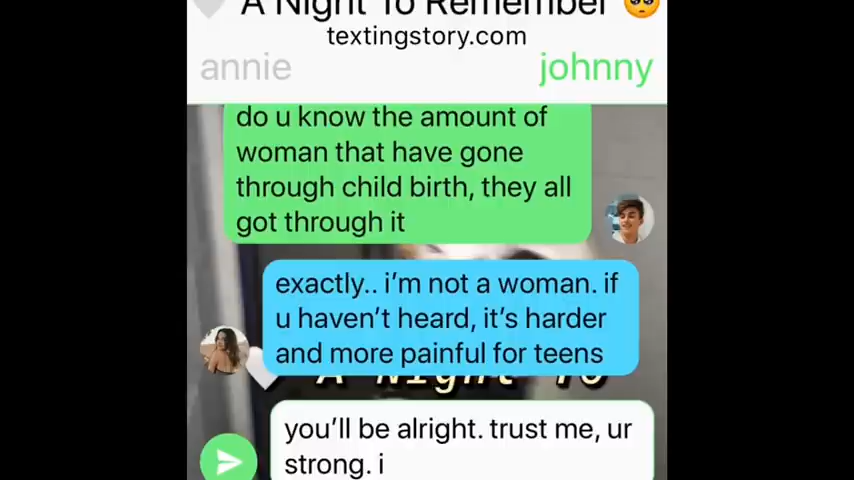 A Night To Remember 🥺
textingstory.com
annie
johnny
do u know the amount of
woman that have gone
through child birth, they all
got through it
exactly.. i'm not a woman. if
u haven't heard, it's harder
and more painful for teens
A Night To
you'll be alright. trust me, ur
strong. i